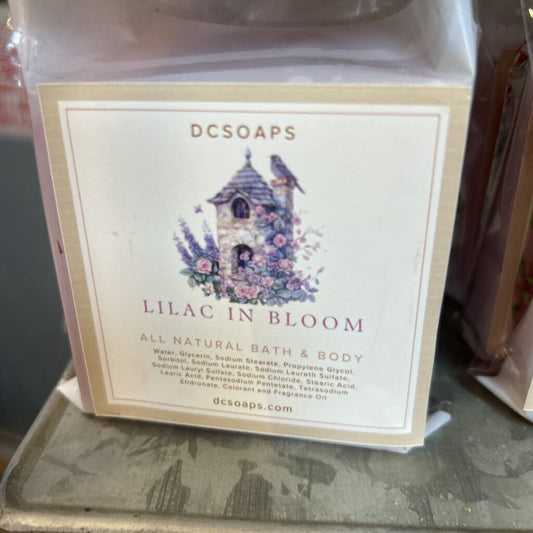 DCSOAPS
LILAC IN BLOOM
ALL NATURAL BATH & BODY
Water, Glycerin, Sodium Stearate, Propylene Glycol,
Sorbitol, Sodium Laurate, Sodium Laureth Sulfate,
Sodium Lauryl Sulfate, Sodium Chloride, Stearic Acid,
Lauric Acid, Pentasodium Pentetate, Tetrasodium
Etidronate, Colorant and Fragrance Oil
dcsoaps.com